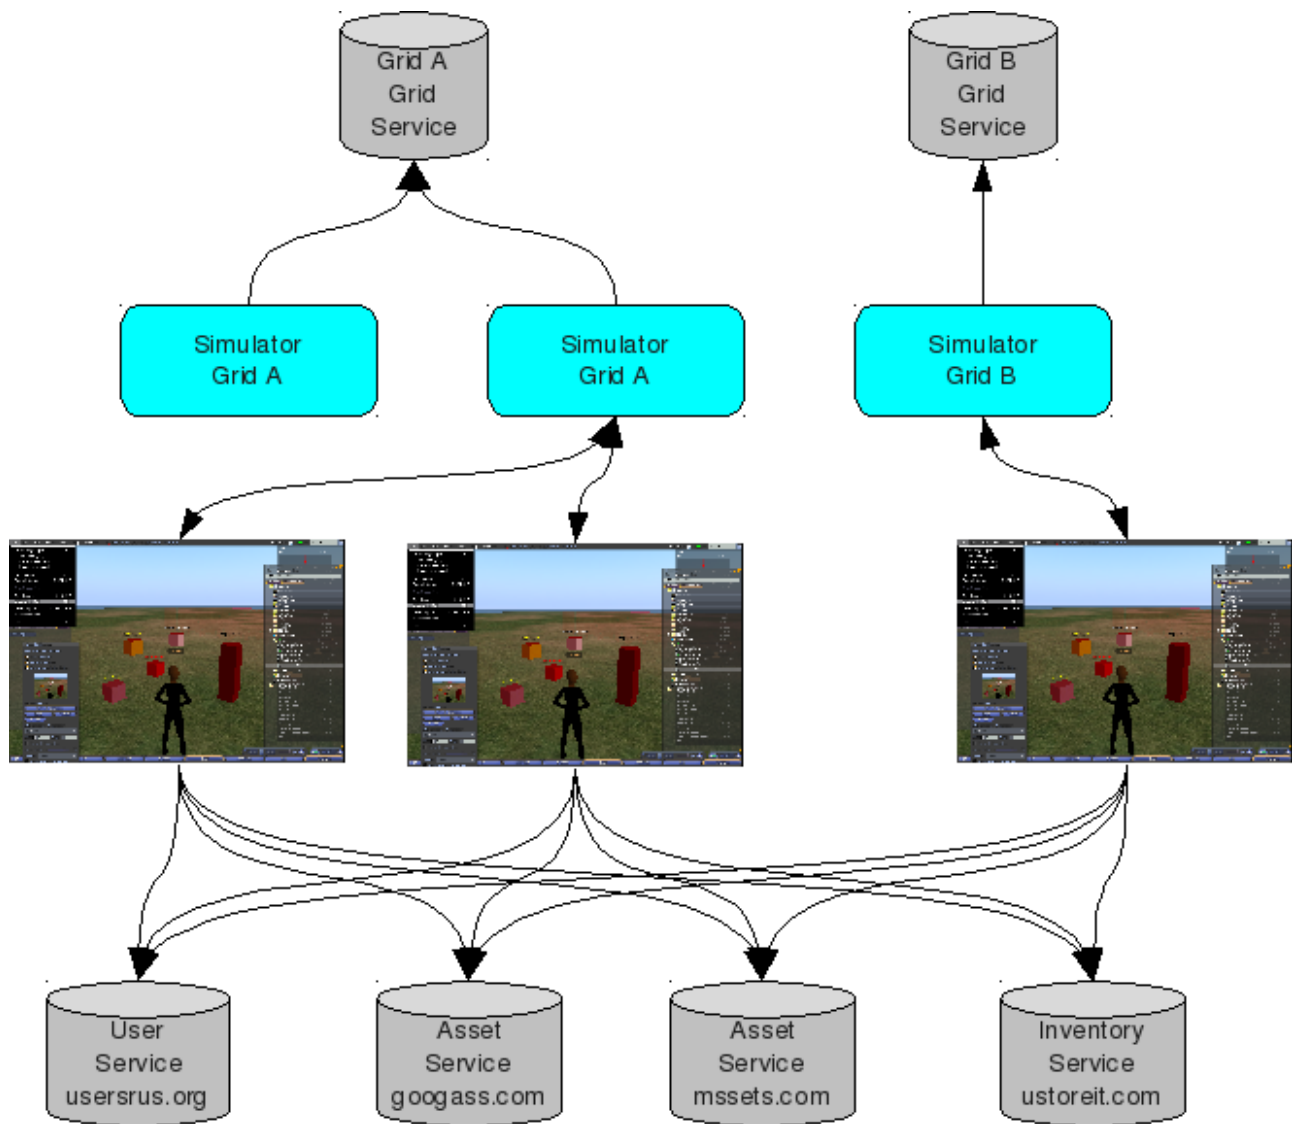 Grid A
Grid
Service
Grid B
Grid
Service
Simulator
Grid A
Simulator
Grid A
Simulator
Grid B
User
Service
usersrus.org
Asset
Service
googass.com
Asset
Service
mssets.com
Inventory
Service
ustoreit.com